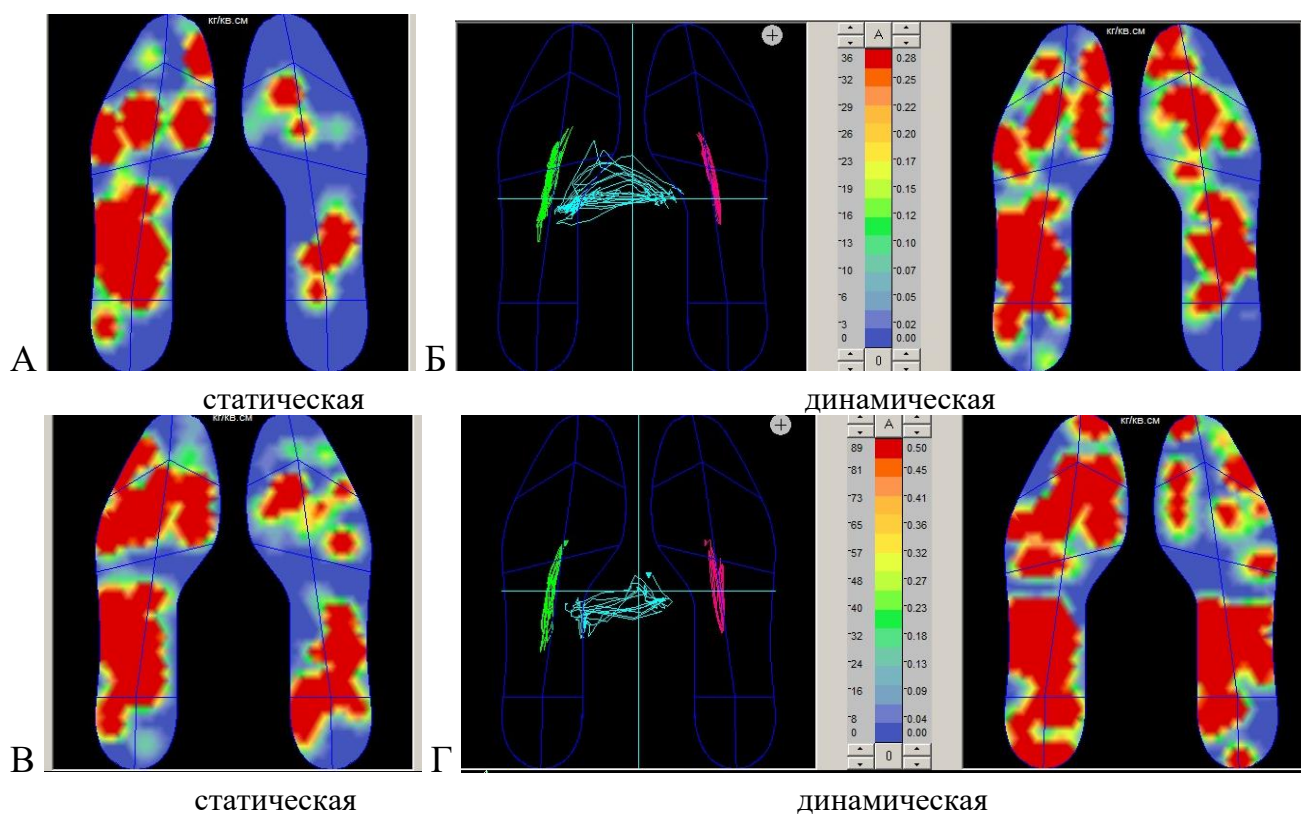 кг/кв.см
кг/кв.см
A
36 0.28
32 0.25
29 0.22
26 0.20
23 0.17
19 0.15
16 0.12
13 0.10
10 0.07
6 0.05
3 0.02
0 0.00
0
А Б
статическая динамическая
кг/кв.см
кг/кв.см
A
89 0.50
81 0.45
73 0.41
65 0.36
57 0.32
48 0.27
40 0.23
32 0.18
24 0.13
16 0.09
8 0.04
0 0.00
0
В Г
статическая динамическая